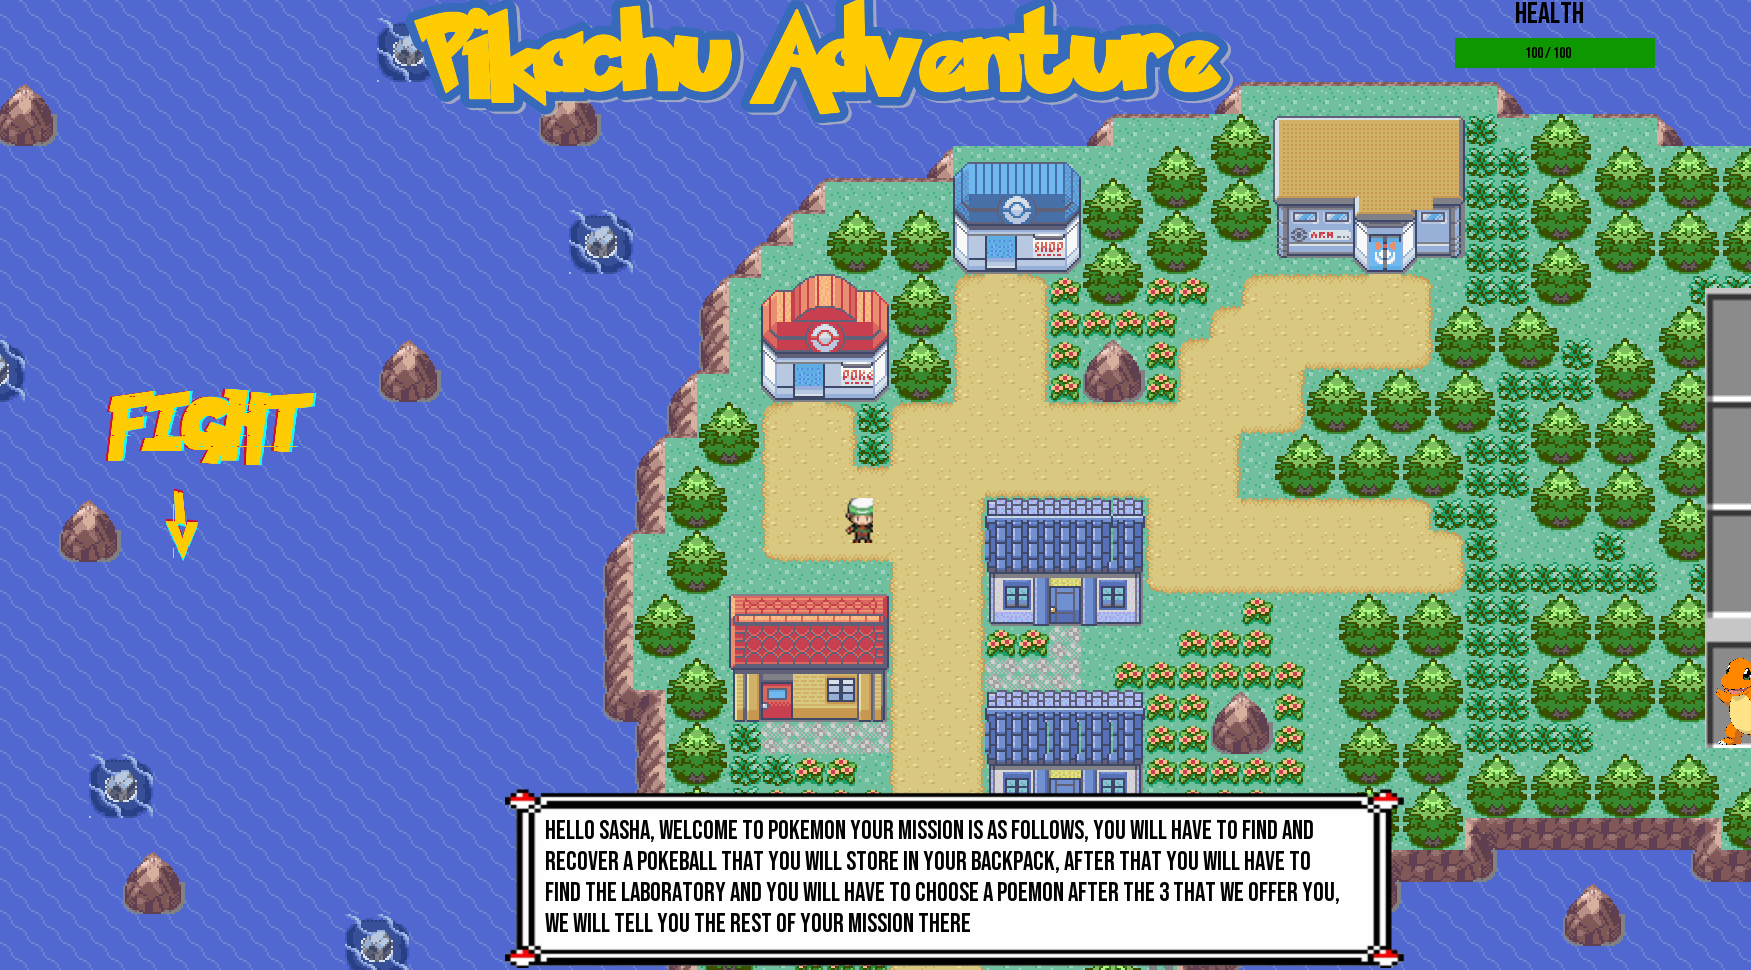 Pikachu Adventure
HEALTH
100 / 100
SHOP
POKE
FIGHT
HELLO SASHA, WELCOME TO POKEMON YOUR MISSION IS AS FOLLOWS, YOU WILL HAVE TO FIND AND
RECOVER A POKEBALL THAT YOU WILL STORE IN YOUR BACKPACK, AFTER THAT YOU WILL HAVE TO
FIND THE LABORATORY AND YOU WILL HAVE TO CHOOSE A POEMON AFTER THE 3 THAT WE OFFER YOU,
WE WILL TELL YOU THE REST OF YOUR MISSION THERE